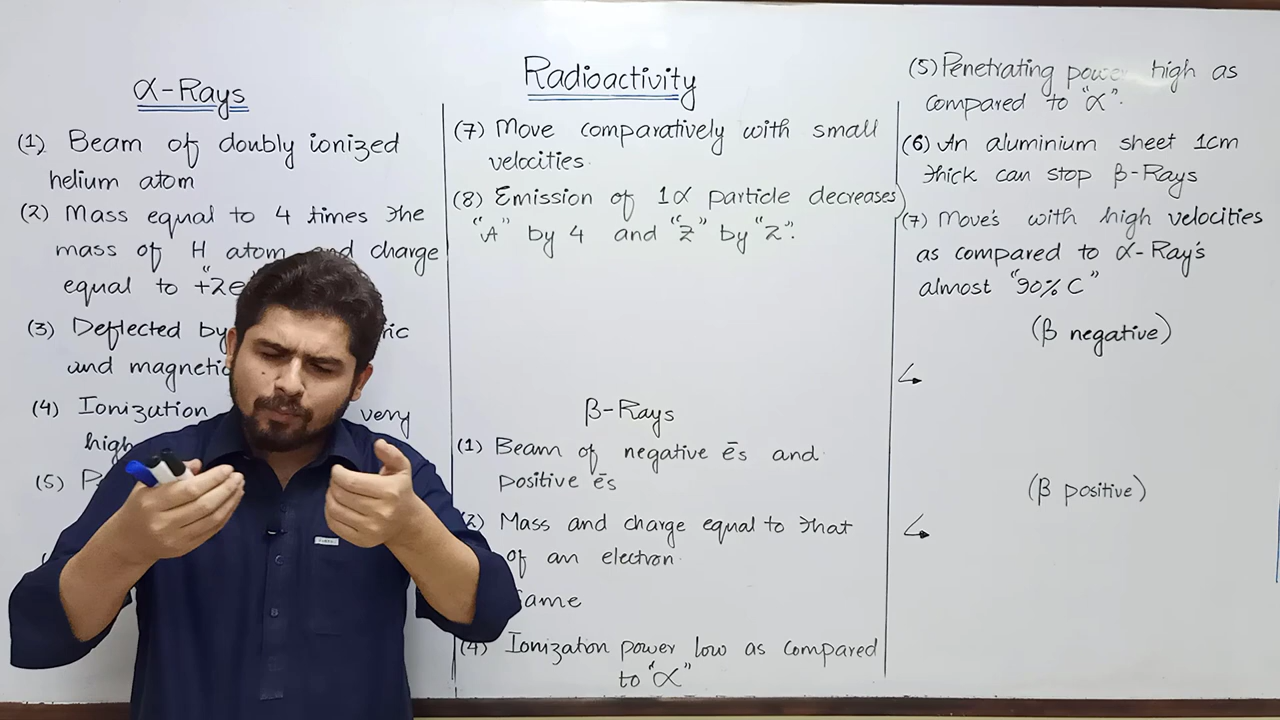 Radioactivity
α-Rays
(1) Beam of doubly ionized
helium atom
(2) Mass equal to 4 times the
mass of H atom and charge
equal to "+2e
(3) Deflected by
and magnetic
(4) Ionization very
high
(5)
(7) Move comparatively with small
velocities.
(8) Emission of 1α particle decreases
"A" by 4 and "Z" by "2".
β-Rays
(1) Beam of negative ēs and
positive ēs
(2) Mass and charge equal to that
of an electron.
Same
(4) Ionization power low as compared
to "α"
(5) Penetrating power high as
compared to "α".
(6) An aluminium sheet 1cm
thick can stop β-Rays
(7) Move's with high velocities
as compared to α-Ray's
almost "90% C"
(β negative)
(β positive)